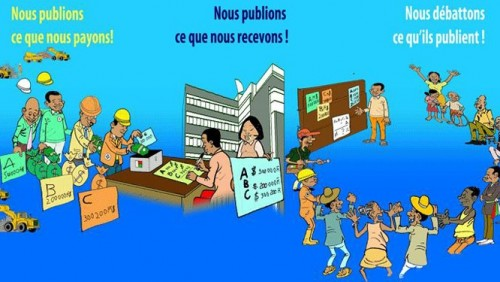 Nous publions
ce que nous payons!
Nous publions
ce que nous recevons !
Nous débattons
ce qu'ils publient !
A
B
C
A
B
C